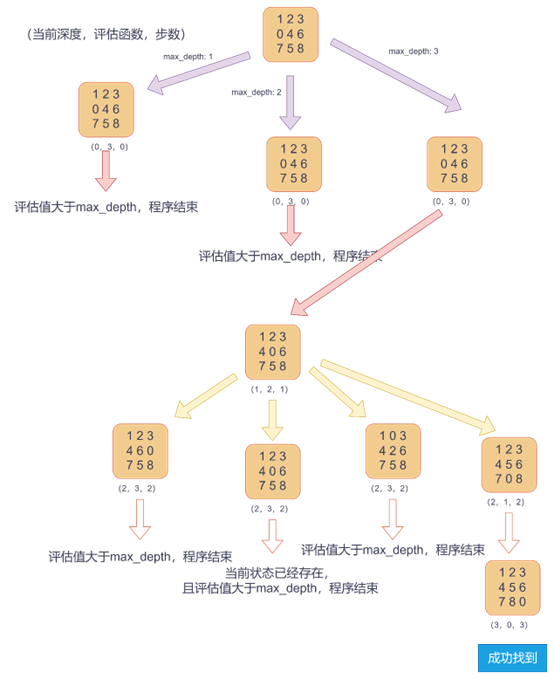 （当前深度，评估函数，步数）
1 2 3
0 4 6
7 5 8
max_depth: 1
max_depth: 2
max_depth: 3
1 2 3
0 4 6
7 5 8
(0, 3, 0)
评估值大于max_depth，程序结束
1 2 3
0 4 6
7 5 8
(0, 3, 0)
评估值大于max_depth，程序结束
1 2 3
0 4 6
7 5 8
(0, 3, 0)
1 2 3
4 0 6
7 5 8
(1, 2, 1)
1 2 3
4 6 0
7 5 8
(2, 3, 2)
评估值大于max_depth，程序结束
1 2 3
4 0 6
7 5 8
(2, 3, 2)
当前状态已经存在，
且评估值大于max_depth，程序结束
1 0 3
4 2 6
7 5 8
(2, 3, 2)
评估值大于max_depth，程序结束
1 2 3
4 5 6
7 0 8
(2, 1, 2)
1 2 3
4 5 6
7 8 0
(3, 0, 3)
成功找到